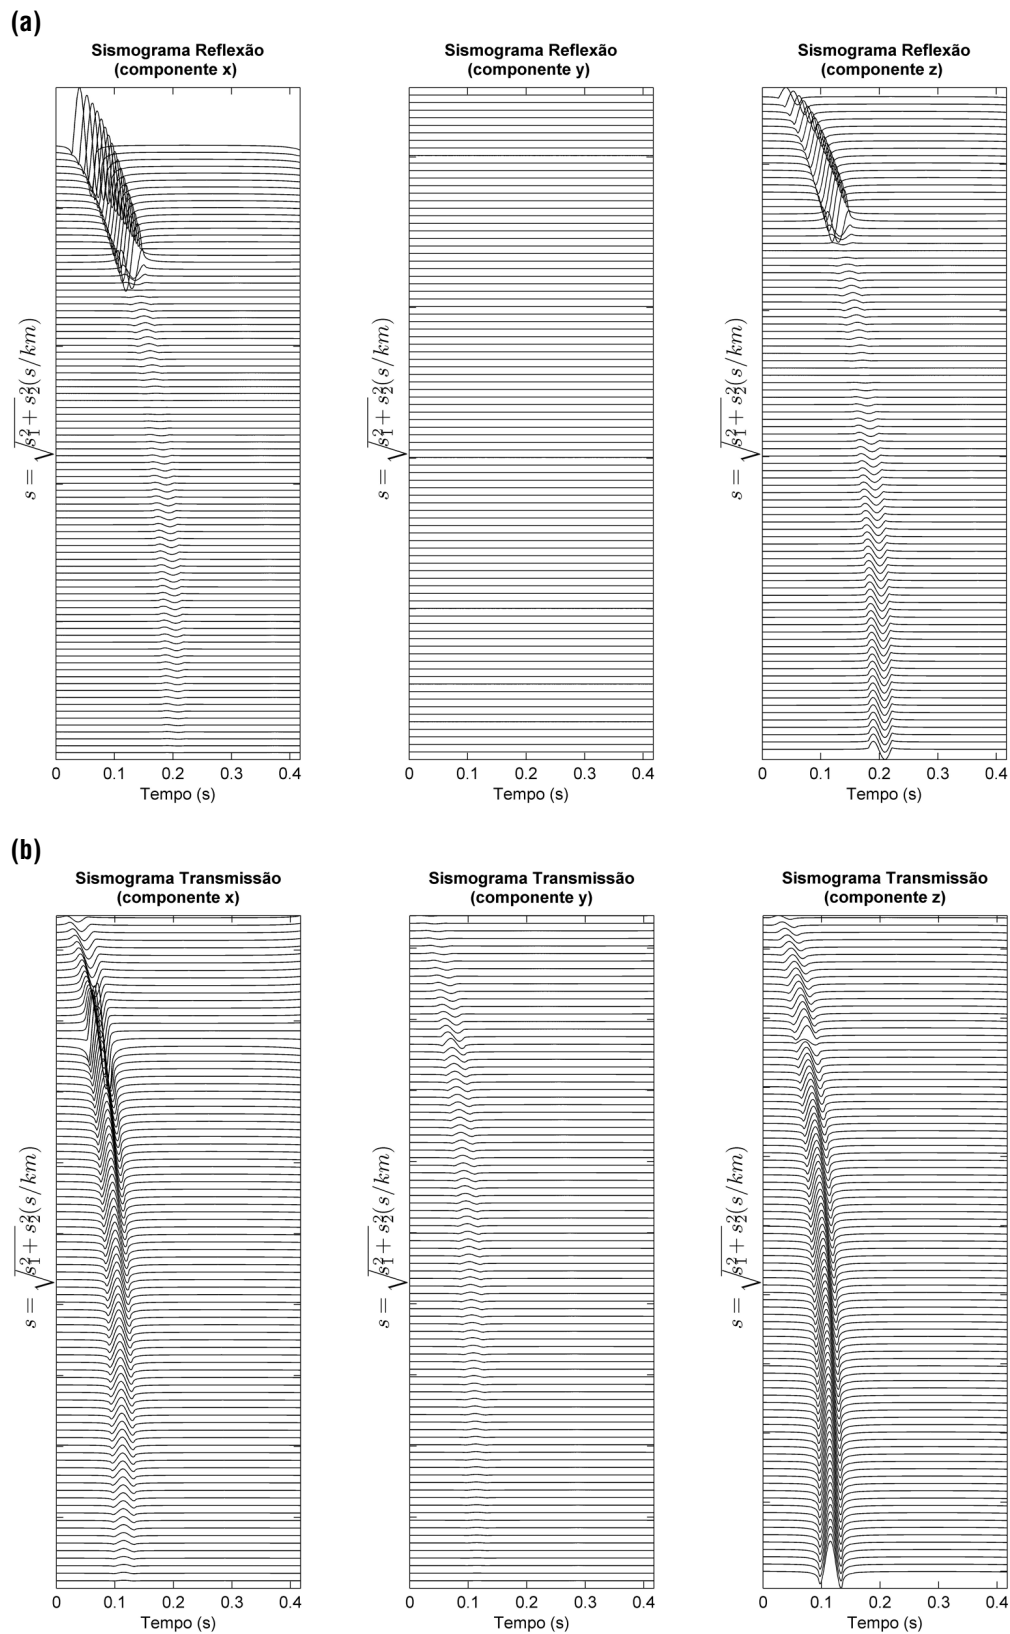 (a)
Sismograma Reflexão
(componente x)
Sismograma Reflexão
(componente y)
Sismograma Reflexão
(componente z)
s = √s₁² + s₂²(s/km)
s = √s₁² + s₂²(s/km)
s = √s₁² + s₂²(s/km)
0 0.1 0.2 0.3 0.4
0 0.1 0.2 0.3 0.4
0 0.1 0.2 0.3 0.4
Tempo (s)
Tempo (s)
Tempo (s)
(b)
Sismograma Transmissão
(componente x)
Sismograma Transmissão
(componente y)
Sismograma Transmissão
(componente z)
s = √s₁² + s₂²(s/km)
s = √s₁² + s₂²(s/km)
s = √s₁² + s₂²(s/km)
0 0.1 0.2 0.3 0.4
0 0.1 0.2 0.3 0.4
0 0.1 0.2 0.3 0.4
Tempo (s)
Tempo (s)
Tempo (s)